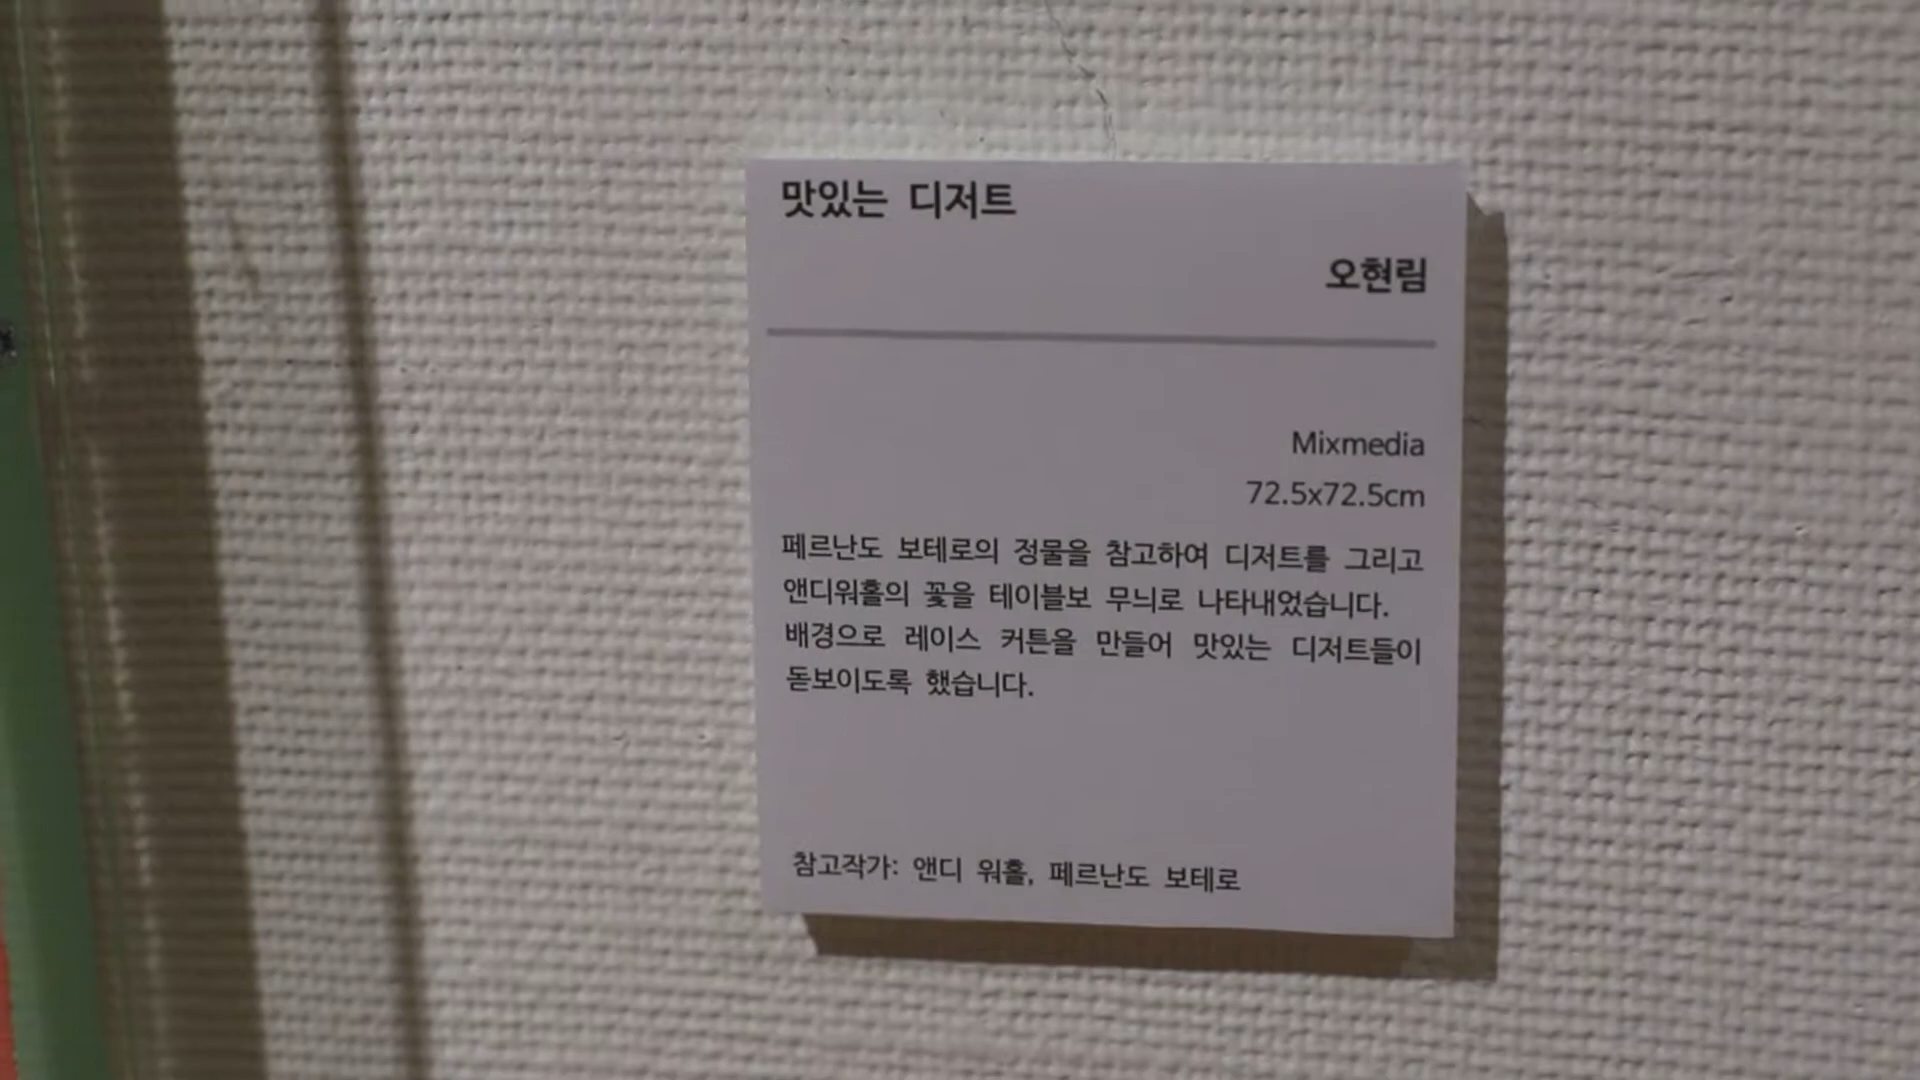 맛있는 디저트
오현림
Mixmedia
72.5x72.5cm
페르난도 보테로의 정물을 참고하여 디저트를 그리고
앤디워홀의 꽃을 테이블보 무늬로 나타내었습니다.
배경으로 레이스 커튼을 만들어 맛있는 디저트들이
돋보이도록 했습니다.
참고작가: 앤디 워홀, 페르난도 보테로